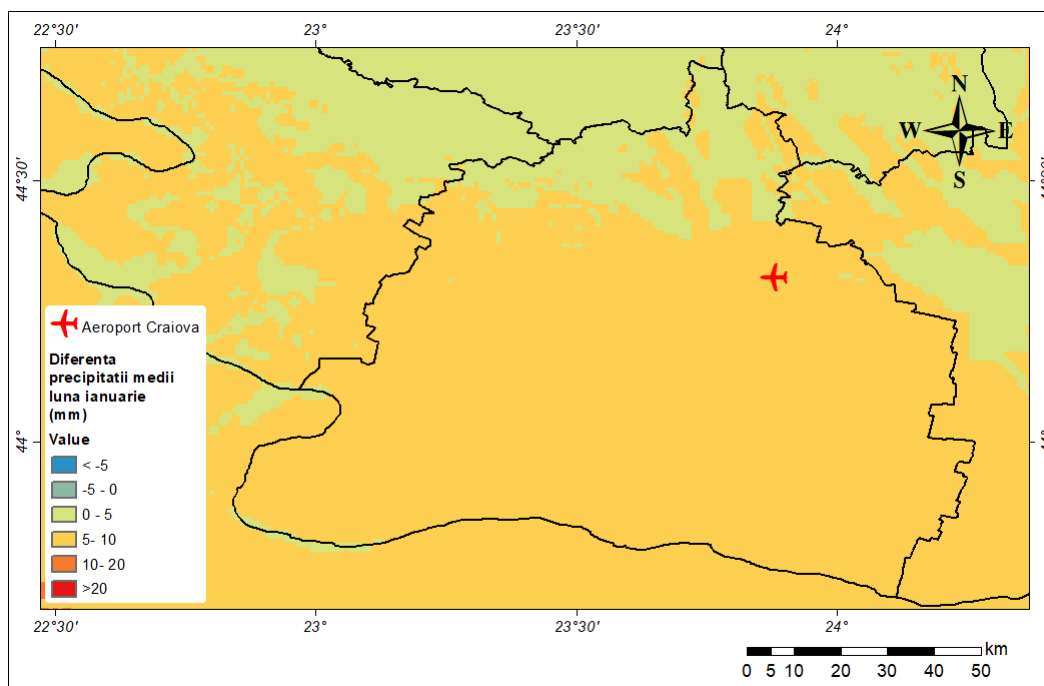 22°30' 23° 23°30' 24°
N
W E
S
44°30'
44°
Aeroport Craiova
Diferenta
precipitatii medii
luna ianuarie
(mm)
Value
< -5
-5 - 0
0 - 5
5- 10
10- 20
>20
44°
22°30' 23° 23°30' 24°
km
0 5 10 20 30 40 50